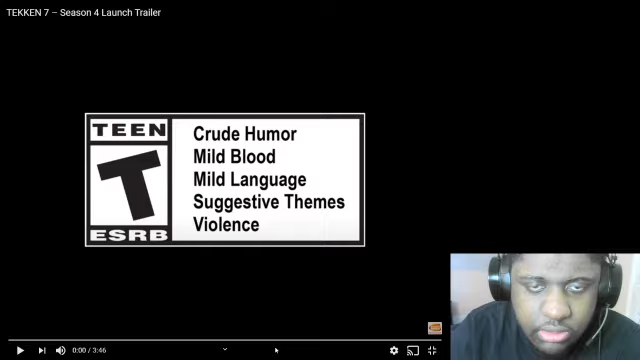 TEKKEN 7 – Season 4 Launch Trailer
TEEN
T
ESRB
Crude Humor
Mild Blood
Mild Language
Suggestive Themes
Violence
0:00 / 3:46